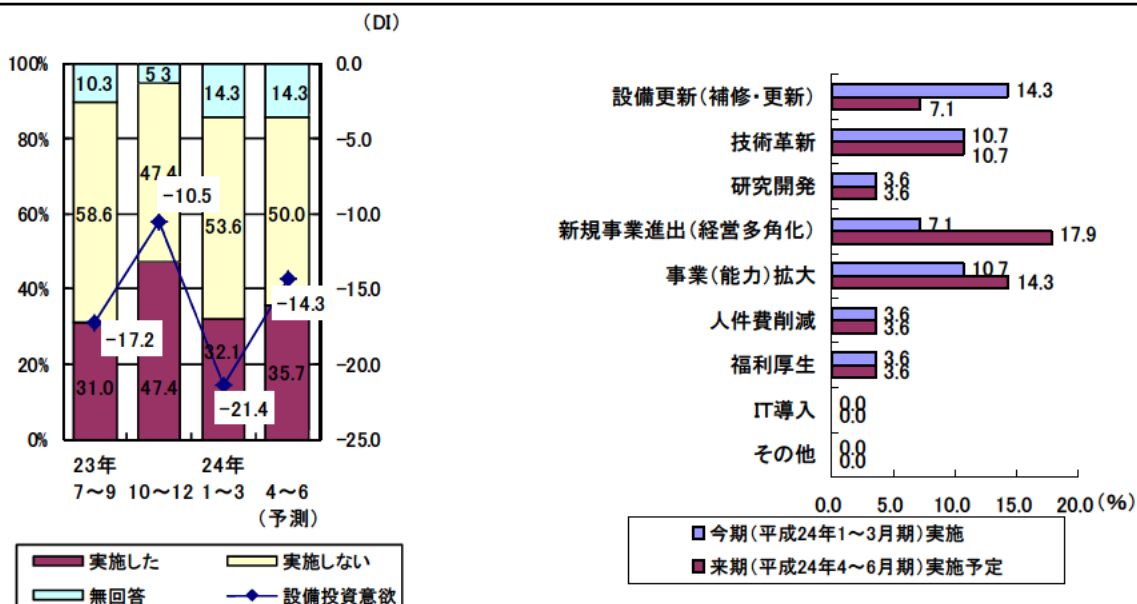 (DI)
100%
80%
60%
40%
20%
0%
0.0
-5.0
-10.0
-15.0
-20.0
-25.0
10.3
5 3
14.3
14.3
58.6
47.4
53.6
50.0
-10.5
-17.2
-21.4
-14.3
31.0
47.4
32.1
35.7
23年
7～9
10～12
24年
1～3
4～6
(予測)
実施した
実施しない
無回答
設備投資意欲
設備更新(補修・更新)
14.3
7.1
技術革新
10.7
10.7
研究開発
3.6
3.6
新規事業進出(経営多角化)
7.1
17.9
事業(能力)拡大
10.7
14.3
人件費削減
3.6
3.6
福利厚生
3.6
3.6
IT導入
0.0
0.0
その他
0.0
0.0
0.0 5.0 10.0 15.0 20.0 (%)
今期(平成24年1～3月期)実施
来期(平成24年4～6月期)実施予定